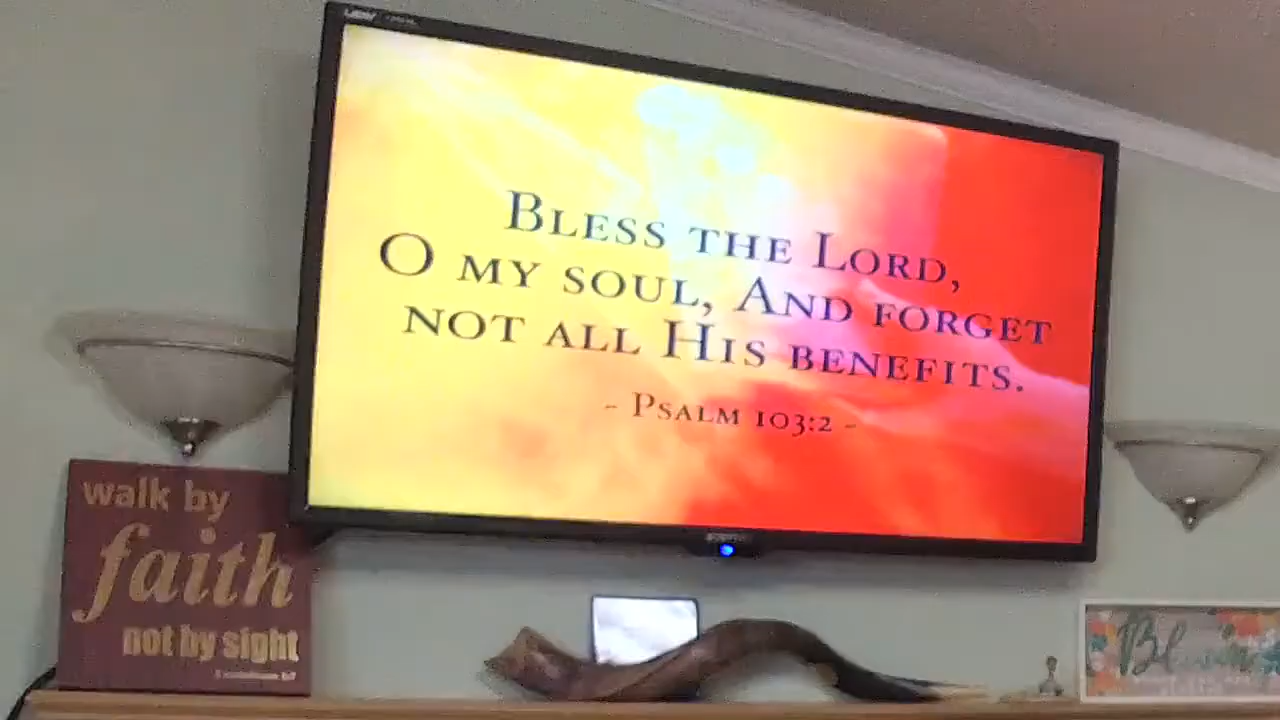 BLESS THE LORD,
O MY SOUL, AND FORGET
NOT ALL HIS BENEFITS.
- PSALM 103:2 -
walk by
faith
not by sight